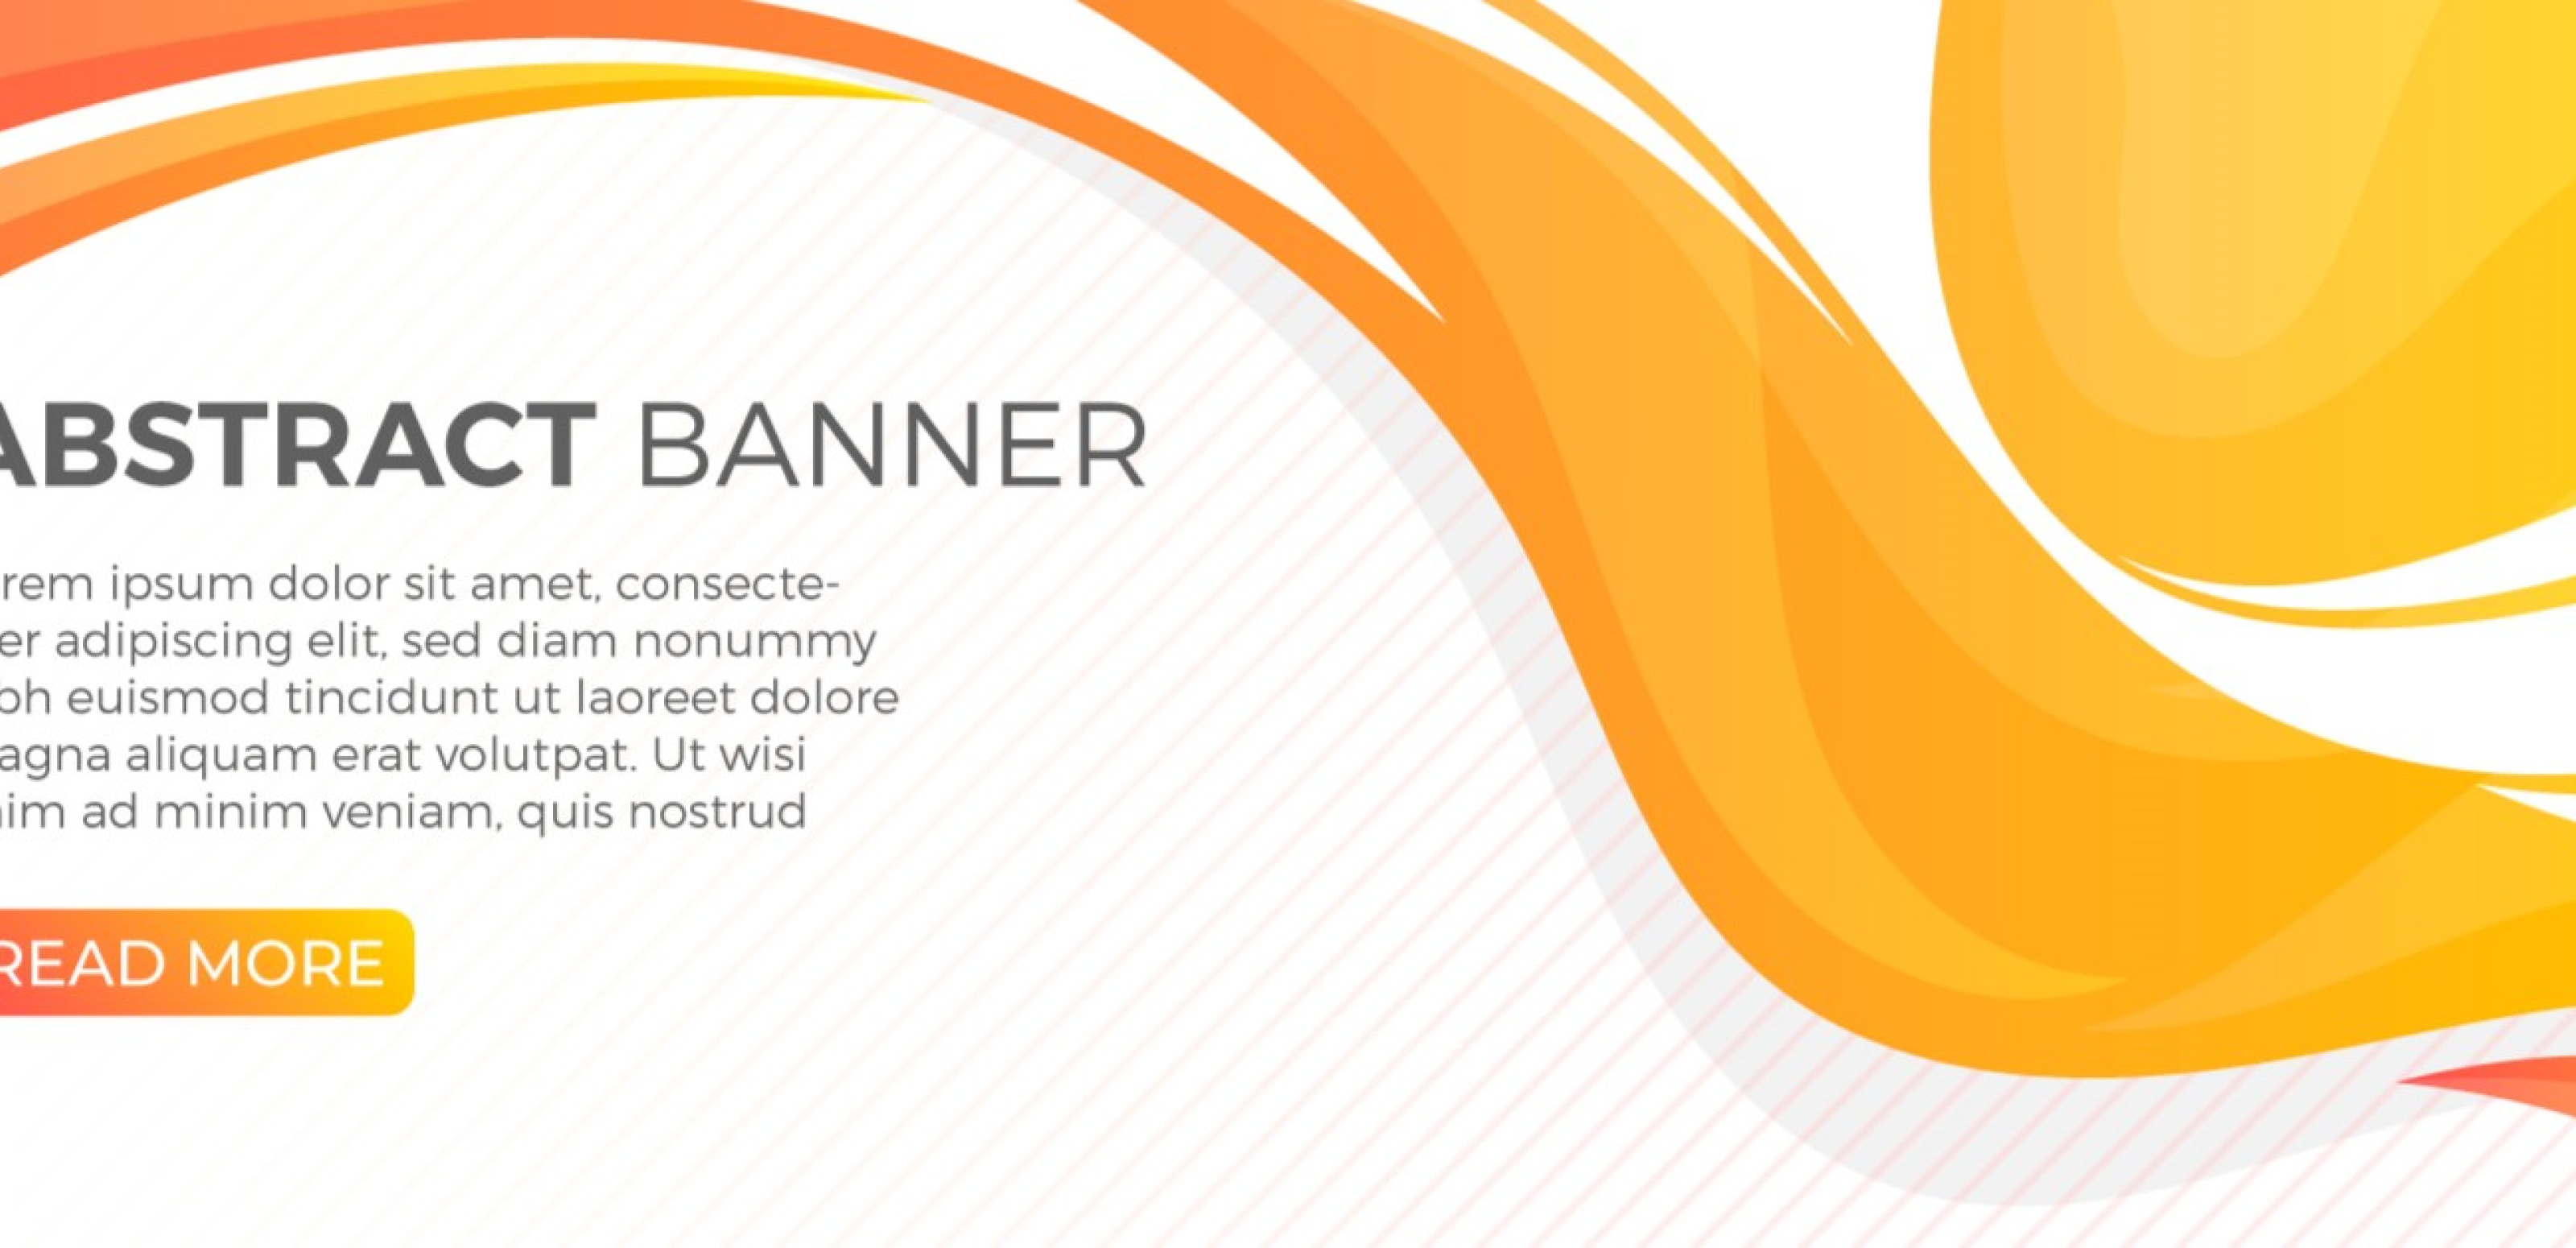 ABSTRACT BANNER
rem ipsum dolor sit amet, consecte-
er adipiscing elit, sed diam nonummy
bh euismod tincidunt ut laoreet dolore
agna aliquam erat volutpat. Ut wisi
nim ad minim veniam, quis nostrud
READ MORE